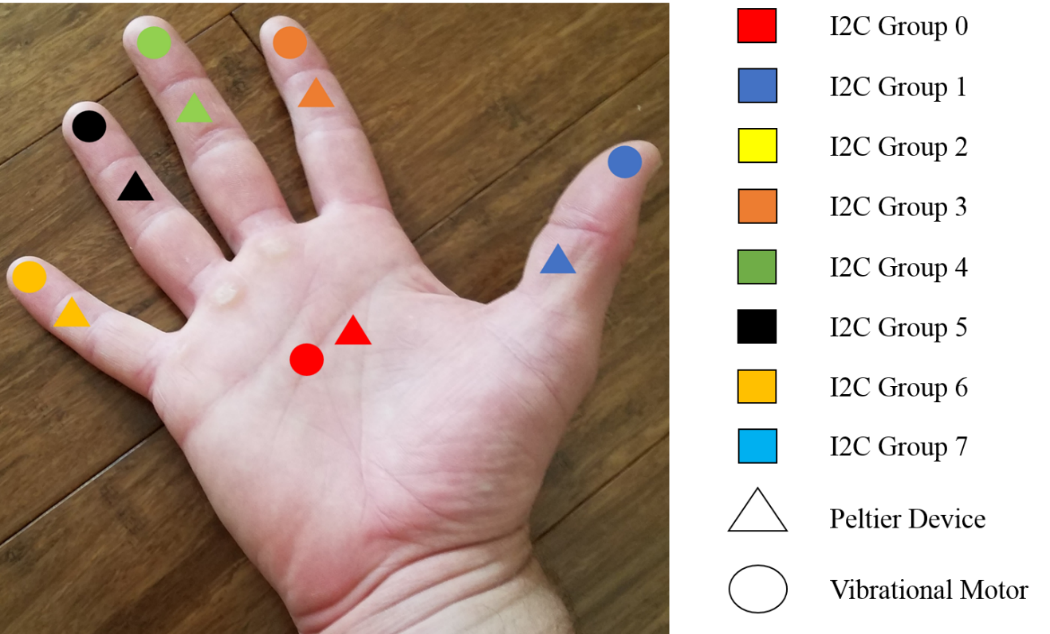 I2C Group 0
I2C Group 1
I2C Group 2
I2C Group 3
I2C Group 4
I2C Group 5
I2C Group 6
I2C Group 7
Peltier Device
Vibrational Motor